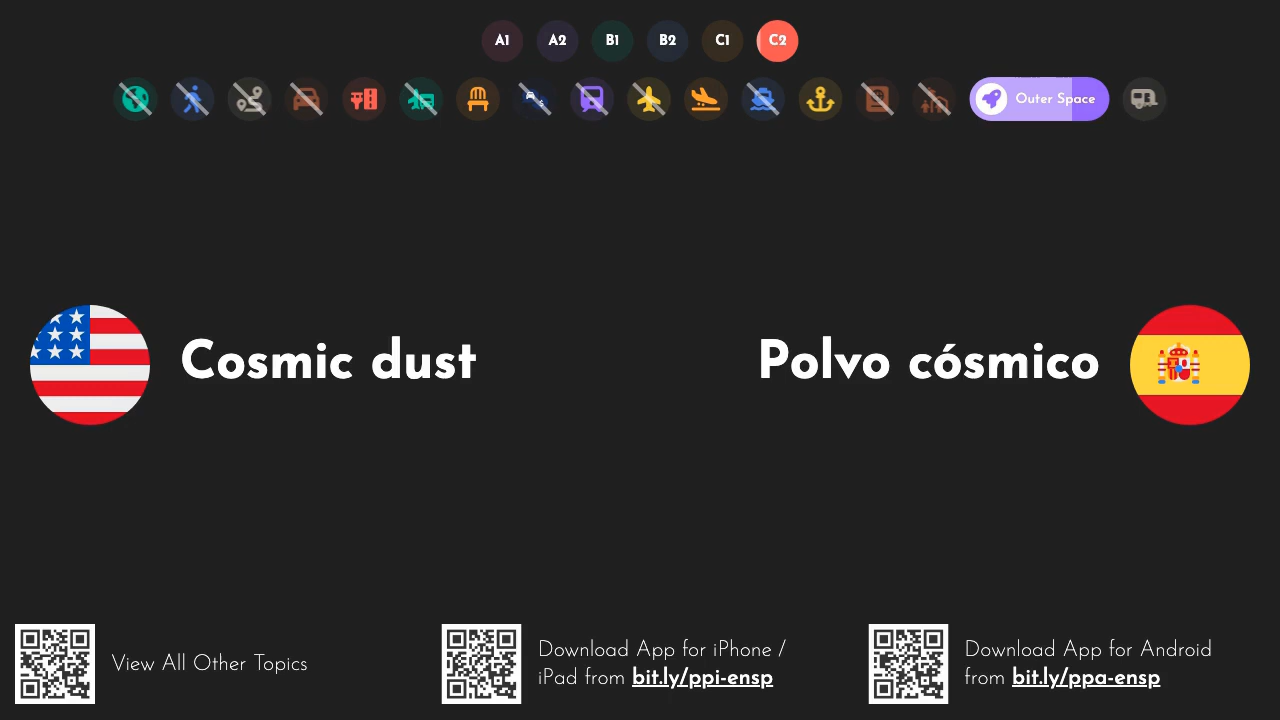 A1 A2 B1 B2 C1 C2
Outer Space
Cosmic dust
Polvo cósmico
View All Other Topics
Download App for iPhone /
iPad from bit.ly/ppi-ensp
Download App for Android
from bit.ly/ppa-ensp